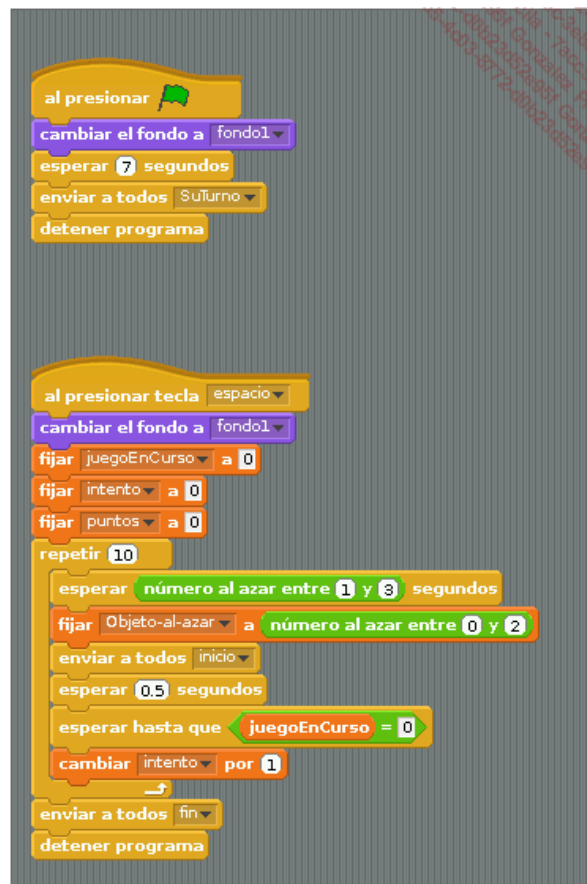 al presionar
cambiar el fondo a fondo1
esperar 7 segundos
enviar a todos SuTurno
detener programa
al presionar tecla espacio
cambiar el fondo a fondo1
fijar juegoEnCurso a 0
fijar intento a 0
fijar puntos a 0
repetir 10
esperar número al azar entre 1 y 3 segundos
fijar Objeto-al-azar a número al azar entre 0 y 2
enviar a todos inicio
esperar 0.5 segundos
esperar hasta que juegoEnCurso = 0
cambiar intento por 1
enviar a todos fin
detener programa